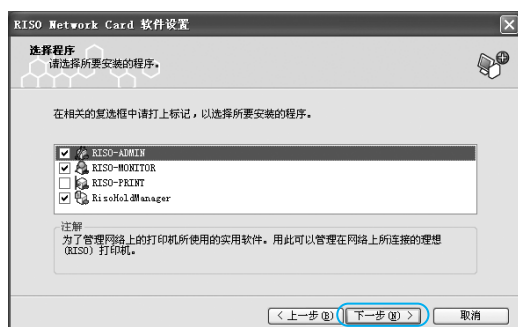 RISO Network Card 软件设置
选择程序
请选择所要安装的程序。
在相关的复选框中请打上标记，以选择所要安装的程序。
RISO-ADMIN
RISO-MONITOR
RISO-PRINT
RisoHoldManager
注解
为了管理网络上的打印机所使用的实用软件。用此可以管理在网络上所连接的理想
(RISO) 打印机。
< 上一步(B)
下一步(N) >
取消